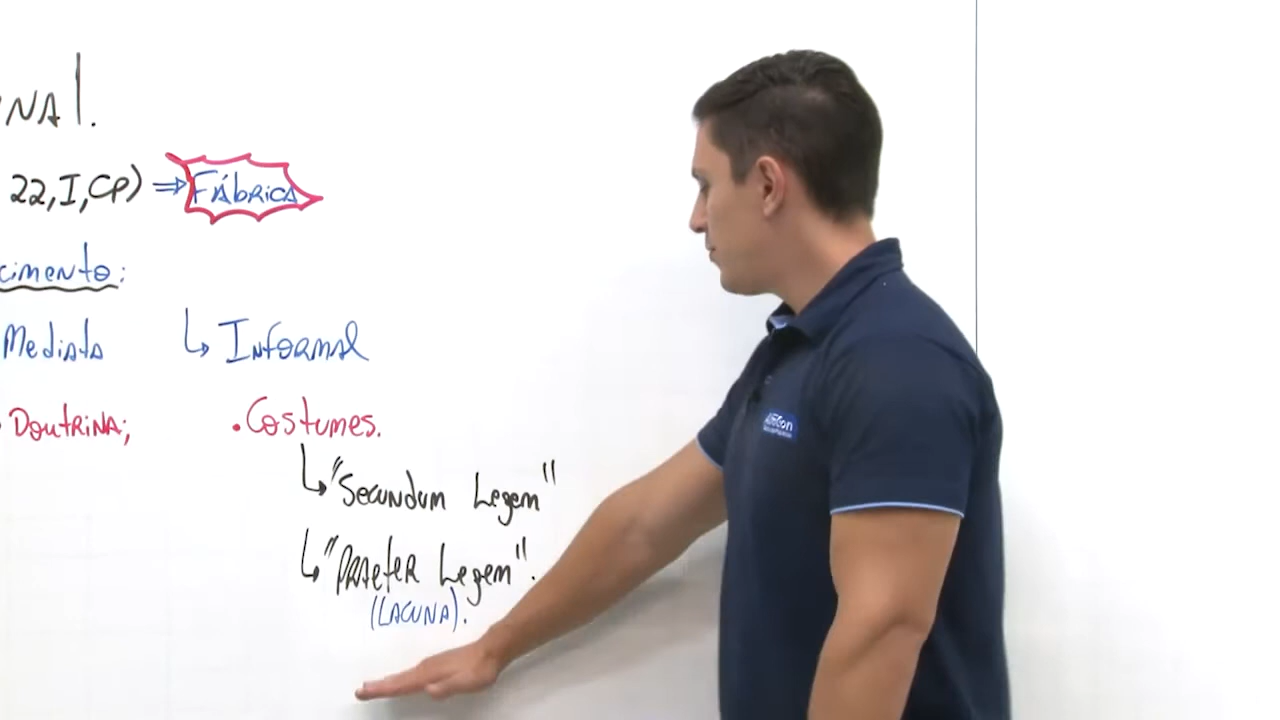 NAL.
22, I, CP) ⇒ Fábrica
cimento:
Mediata ↳ Informal
• Doutrina; • Costumes.
↳ "Secundum Legem"
↳ "Praeter Legem".
(Lacuna).